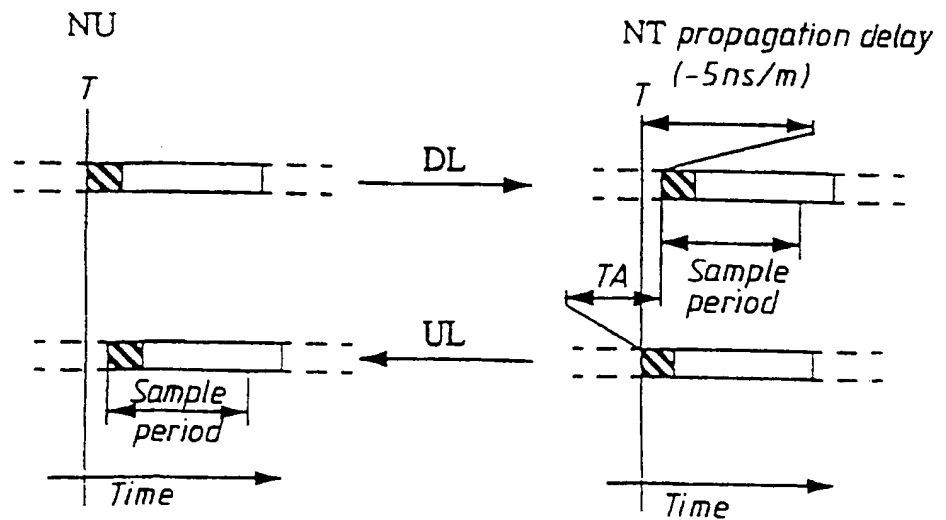 NU
NT propagation delay
(-5ns/m)
T
T
DL
Sample
period
TA
UL
Sample
period
Time
Time